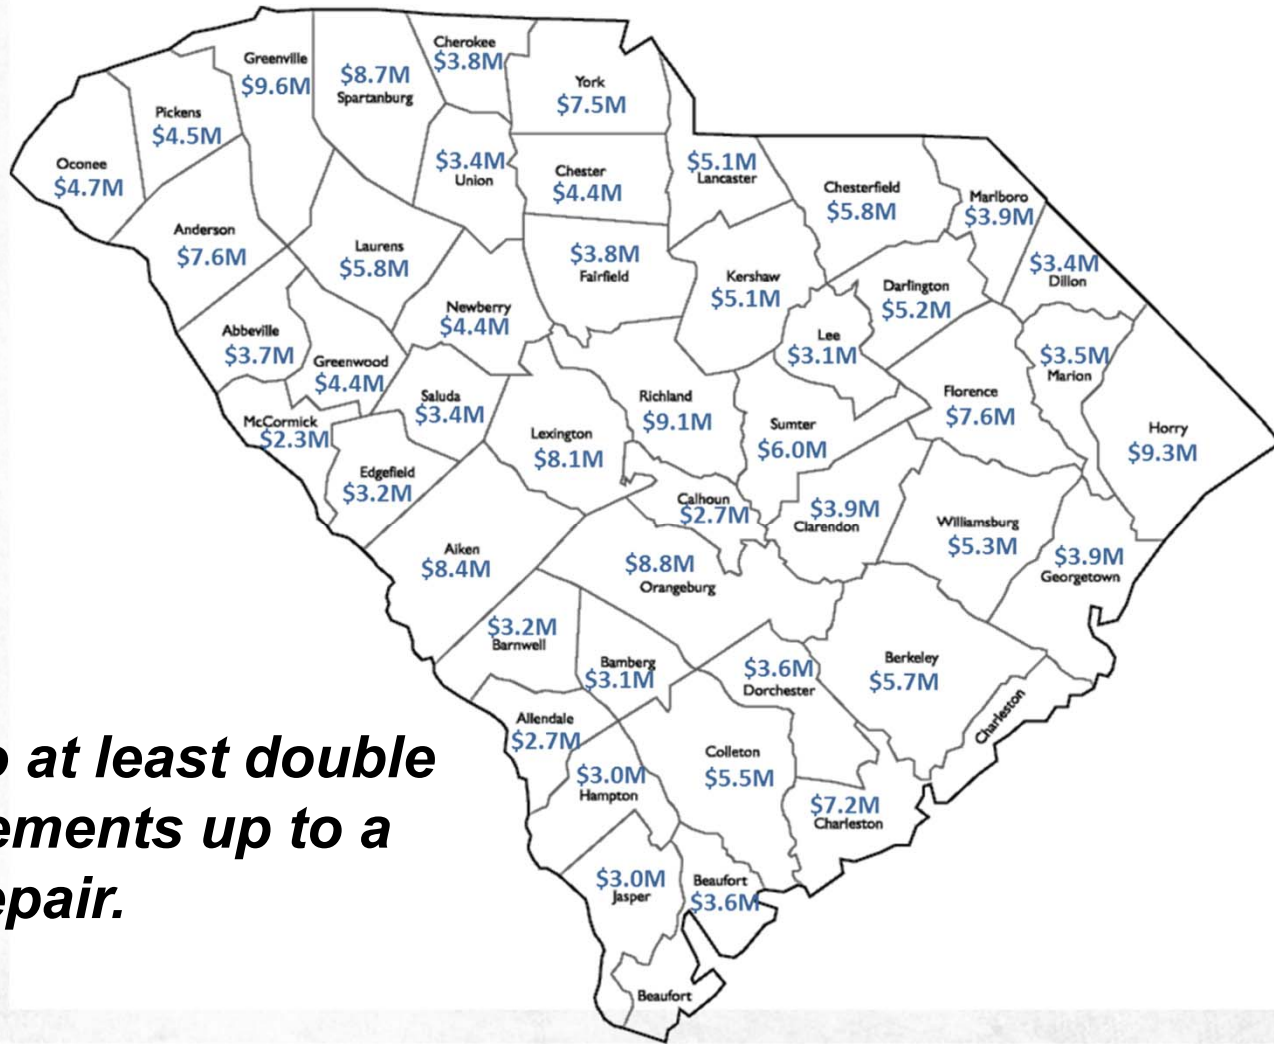 Cherokee
$3.8M
Greenville
$9.6M
$8.7M
Spartanburg
York
$7.5M
Pickens
$4.5M
Oconee
$4.7M
$3.4M
Union
Chester
$4.4M
$5.1M
Lancaster
Chesterfield
$5.8M
Marlboro
$3.9M
Anderson
$7.6M
Laurens
$5.8M
$3.8M
Fairfield
Kershaw
$5.1M
Darlington
$5.2M
$3.4M
Dillon
Newberry
$4.4M
Abbeville
$3.7M
Greenwood
$4.4M
Lee
$3.1M
$3.5M
Marion
Saluda
$3.4M
Richland
$9.1M
Florence
$7.6M
McCormick
$2.3M
Lexington
$8.1M
Sumter
$6.0M
Horry
$9.3M
Edgefield
$3.2M
Calhoun
$2.7M
$3.9M
Clarendon
Williamsburg
$5.3M
Aiken
$8.4M
$8.8M
Orangeburg
$3.9M
Georgetown
$3.2M
Barnwell
Bamberg
$3.1M
$3.6M
Dorchester
Berkeley
$5.7M
Charleston
Allendale
$2.7M
$3.0M
Hampton
Colleton
$5.5M
$7.2M
Charleston
$3.0M
Jasper
Beaufort
$3.6M
Beaufort
at least double
ements up to a
epair.